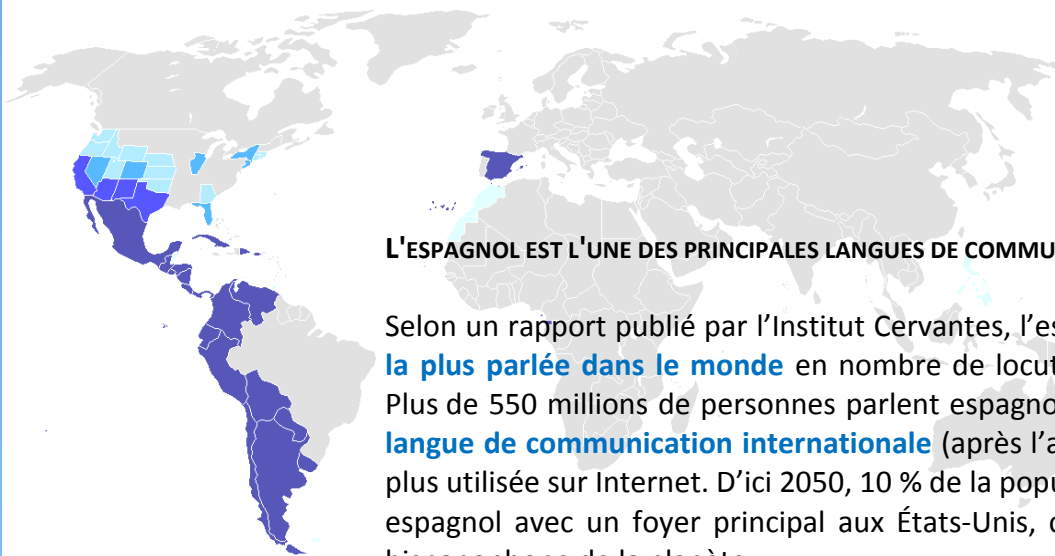 L'ESPAGNOL EST L'UNE DES PRINCIPALES LANGUES DE COMMU
Selon un rapport publié par l’Institut Cervantes, l’es
la plus parlée dans le monde en nombre de locut
Plus de 550 millions de personnes parlent espagno
langue de communication internationale (après l’a
plus utilisée sur Internet. D’ici 2050, 10 % de la popu
espagnol avec un foyer principal aux États-Unis,